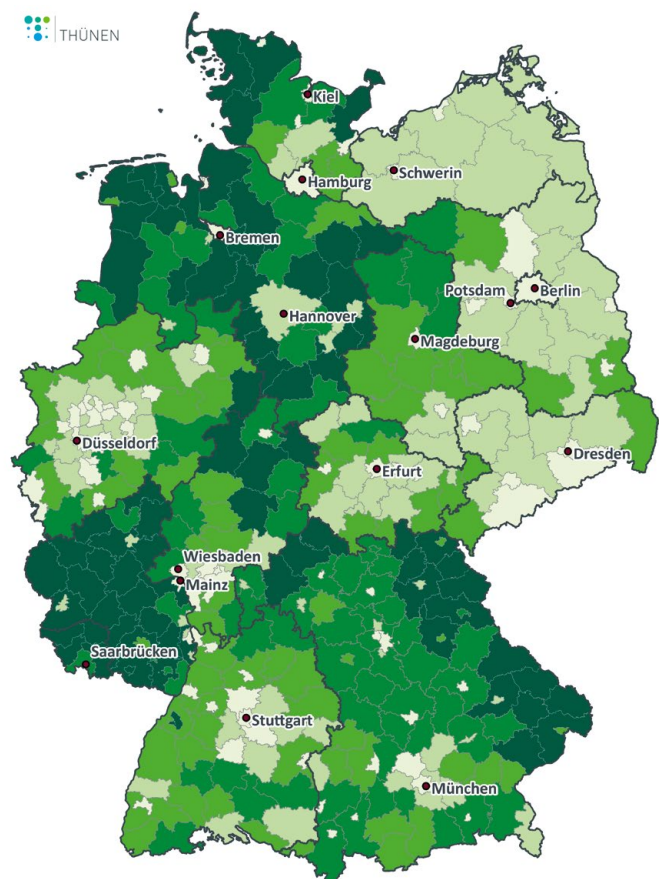 THÜNEN
Kiel
Schwerin
Hamburg
Bremen
Potsdam
Berlin
Hannover
Magdeburg
Düsseldorf
Dresden
Erfurt
Wiesbaden
Mainz
Saarbrücken
Stuttgart
München